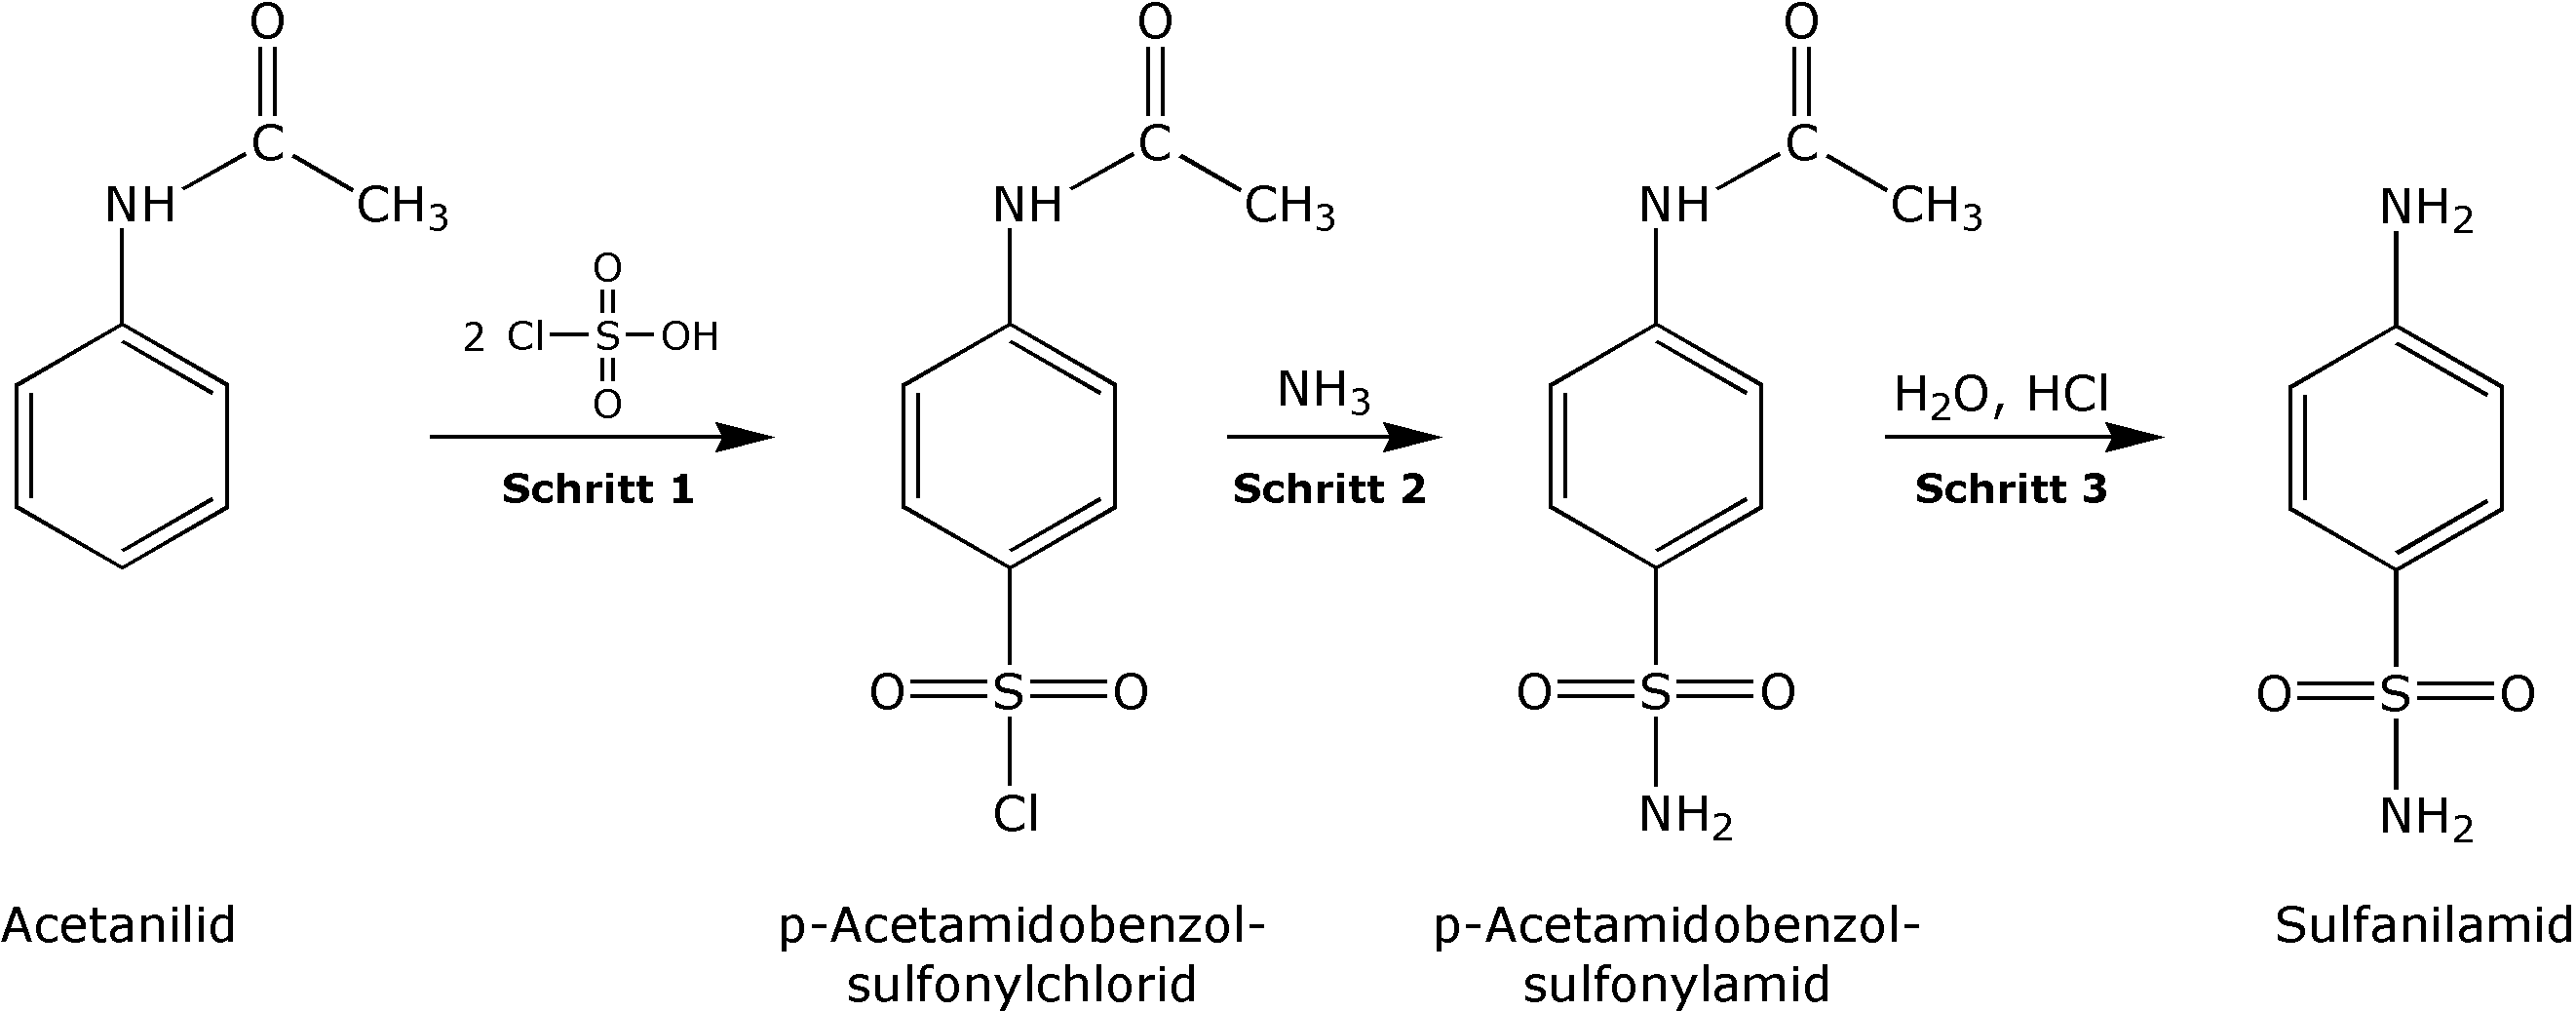 O
C
NH
CH3
O
2 Cl S OH
O
Schritt 1
O
C
NH
CH3
O S O
Cl
NH3
Schritt 2
O
C
NH
CH3
O S O
NH2
H2O, HCl
Schritt 3
NH2
O S O
NH2
Acetanilid
p-Acetamidobenzol-
sulfonylchlorid
p-Acetamidobenzol-
sulfonylamid
Sulfanilamid